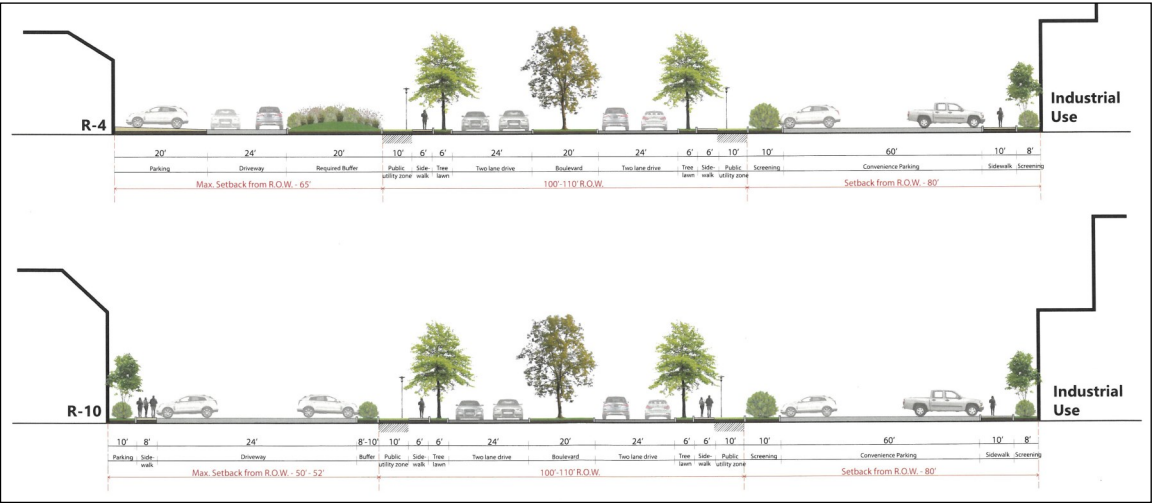 R-4
Industrial
Use
20' 24' 20' 10' 6' 6' 24' 20' 24' 6' 6' 10' 10' 60' 10' 8'
Parking Driveway Required Buffer Public Side- Tree Two lane drive Boulevard Two lane drive Tree Side- Public Screening Convenience Parking Sidewalk Screening
utility zone walk lawn lawn walk utility zone
Max. Setback from R.O.W. - 65' 100'-110' R.O.W. Setback from R.O.W. - 80'
R-10
Industrial
Use
10' 8' 24' 8'-10' 10' 6' 6' 24' 20' 24' 6' 6' 10' 10' 60' 10' 8'
Parking Side- Driveway Buffer Public Side- Tree Two lane drive Boulevard Two lane drive Tree Side- Public Screening Convenience Parking Sidewalk Screening
walk utility zone walk lawn lawn walk utility zone
Max. Setback from R.O.W. - 50' - 52' 100'-110' R.O.W. Setback from R.O.W. - 80'